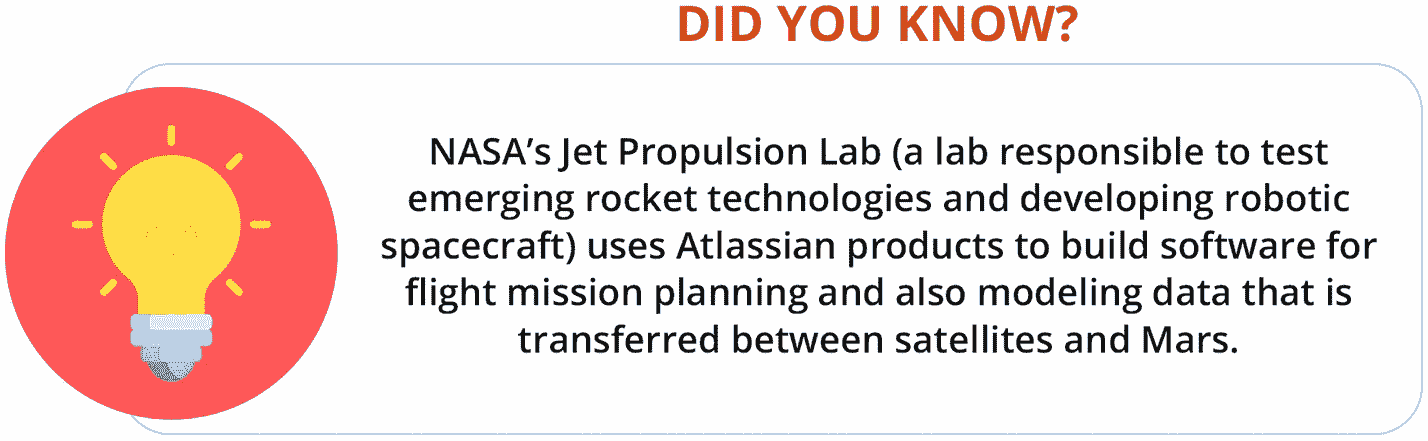 DID YOU KNOW?
NASA’s Jet Propulsion Lab (a lab responsible to test
emerging rocket technologies and developing robotic
spacecraft) uses Atlassian products to build software for
flight mission planning and also modeling data that is
transferred between satellites and Mars.